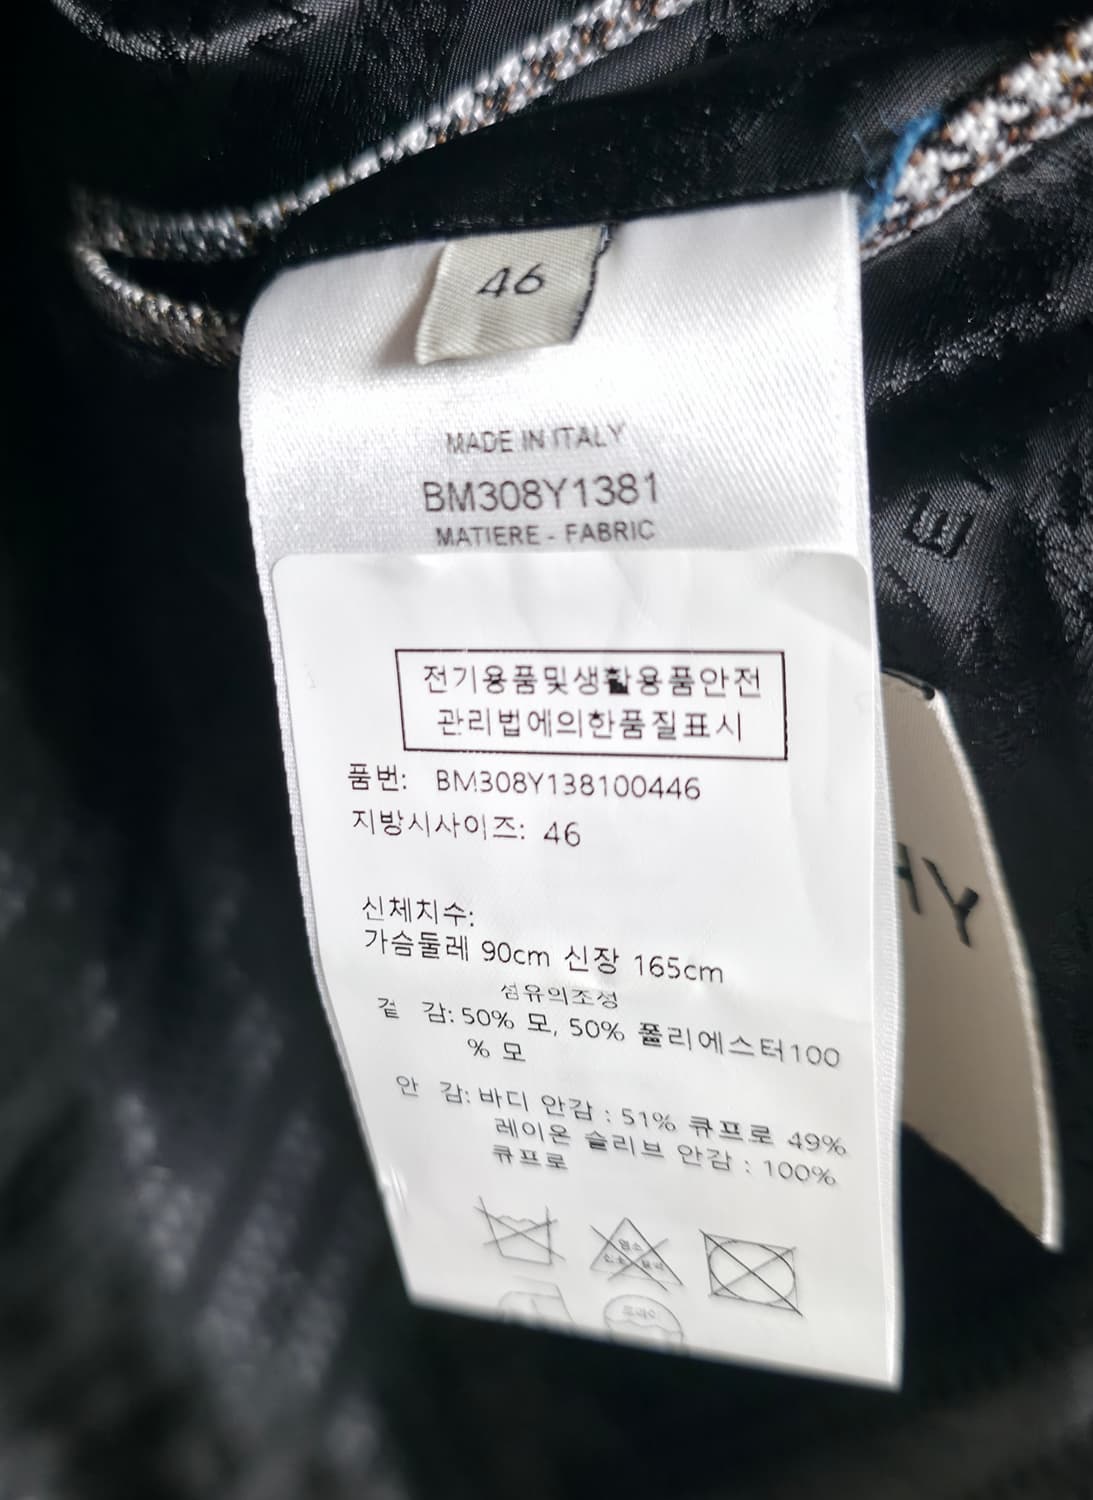 46
MADE IN ITALY
BM308Y1381
MATIERE - FABRIC
전기용품및생활용품안전
관리법에의한품질표시
품번: BM308Y138100446
지방시사이즈: 46
신체치수:
가슴둘레 90cm 신장 165cm
섬유의조성
겉 감: 50% 모, 50% 폴리에스터100
% 모
안 감: 바디 안감 : 51% 큐프로 49%
레이온 슬리브 안감 : 100%
큐프로
HY